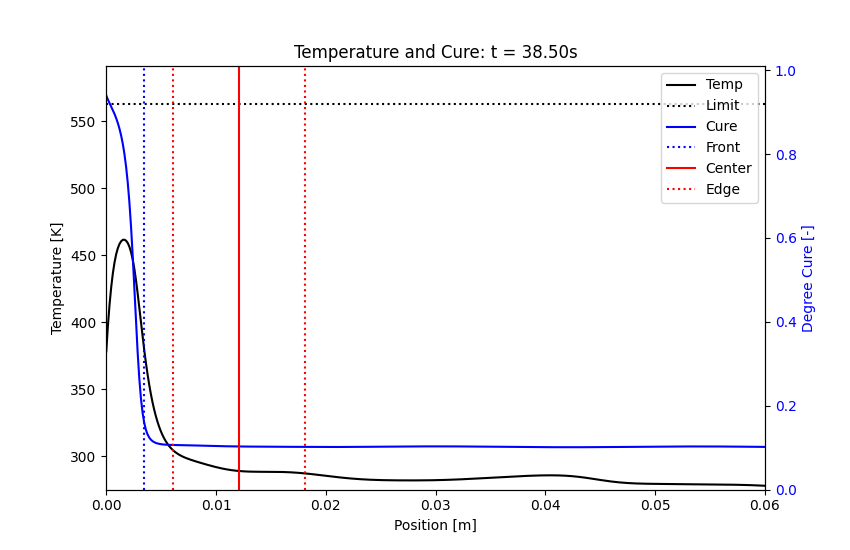 Temperature and Cure: t = 38.50s
Temperature [K]
550
500
450
400
350
300
Temp
Limit
Cure
Front
Center
Edge
1.0
0.8
0.6
0.4
0.2
0.0
Degree Cure [-]
0.00
0.01
0.02
0.03
0.04
0.05
0.06
Position [m]